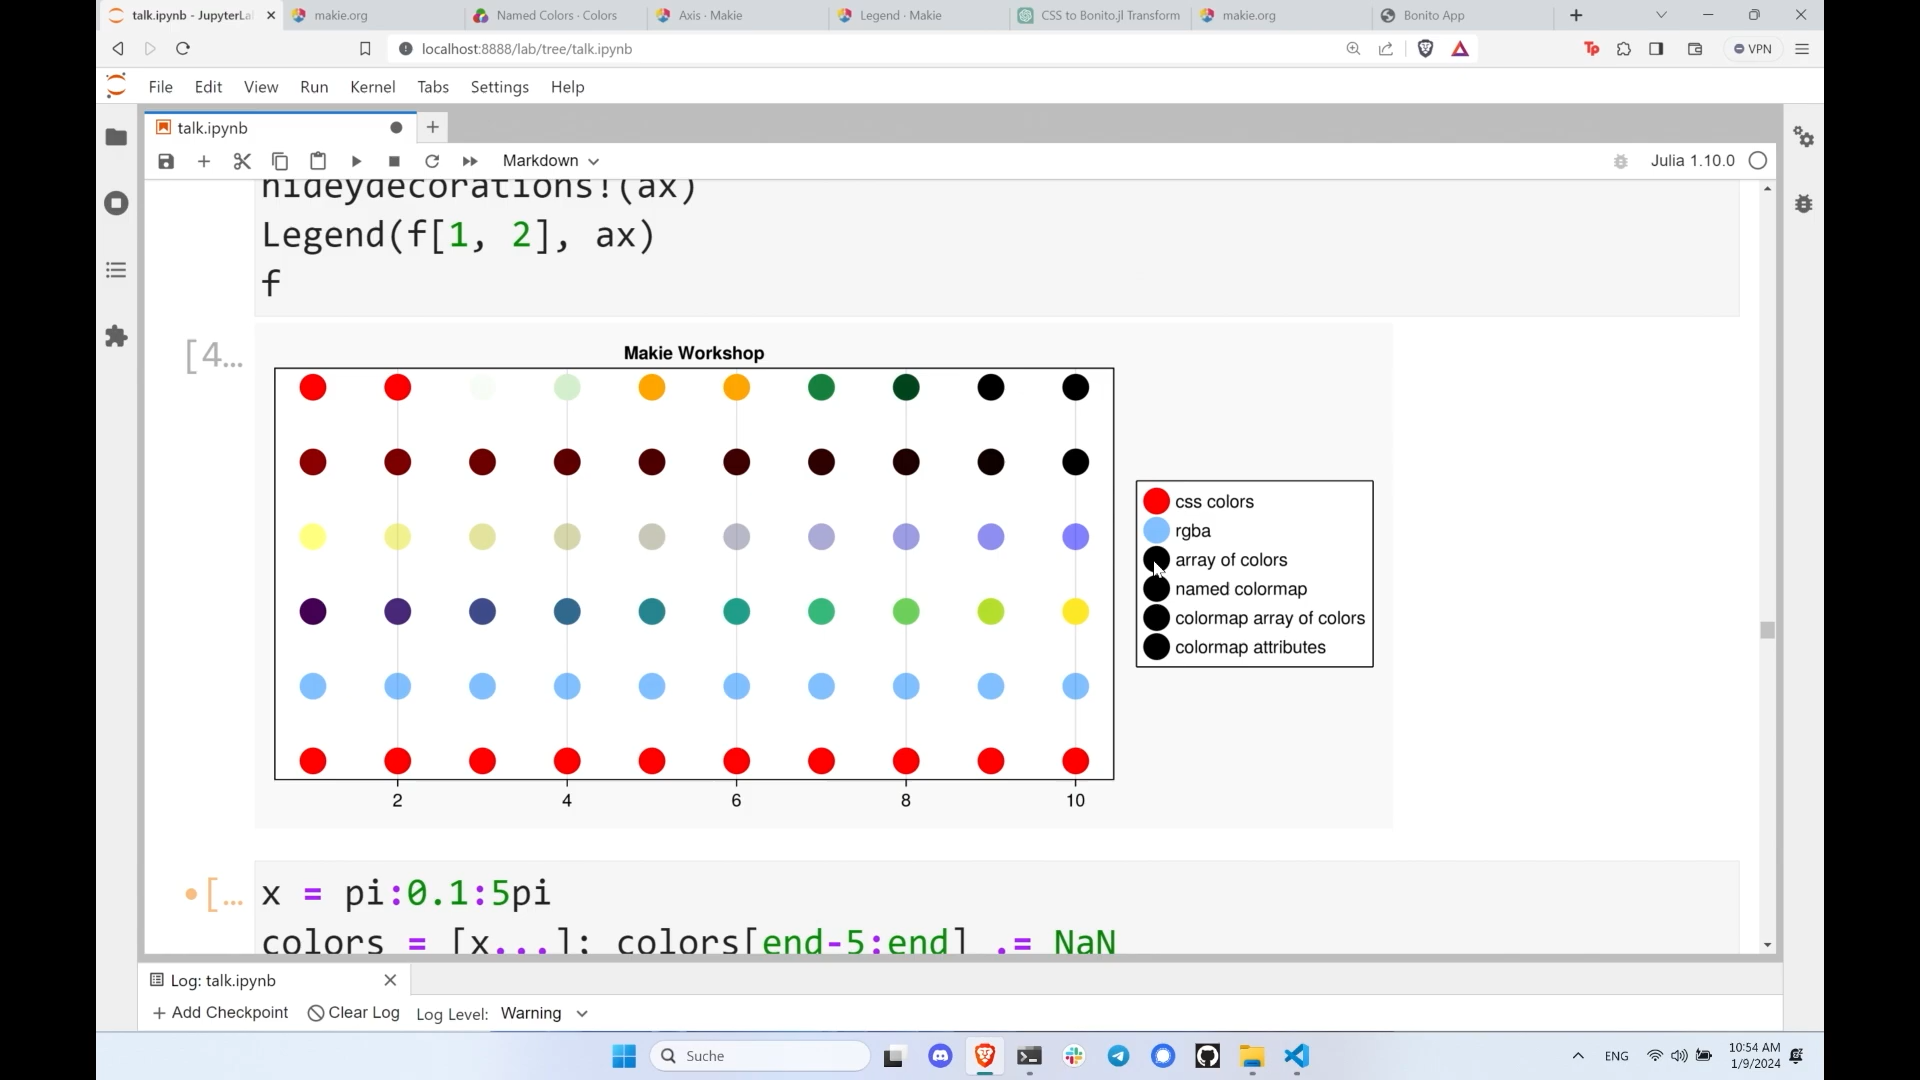 talk.ipynb - JupyterLa
makie.org
Named Colors · Colors
Axis · Makie
Legend · Makie
CSS to Bonito.jl Transform
makie.org
Bonito App
localhost:8888/lab/tree/talk.ipynb
Tp
VPN
File Edit View Run Kernel Tabs Settings Help
talk.ipynb
Markdown
Julia 1.10.0
hideydecorations!(ax)
Legend(f[1, 2], ax)
f
[4…
Makie Workshop
css colors
rgba
array of colors
named colormap
colormap array of colors
colormap attributes
2 4 6 8 10
[…
x = pi:0.1:5pi
colors = [x...]; colors[end-5:end] .= NaN
Log: talk.ipynb
Add Checkpoint Clear Log Log Level: Warning
Suche
ENG
10:54 AM
1/9/2024